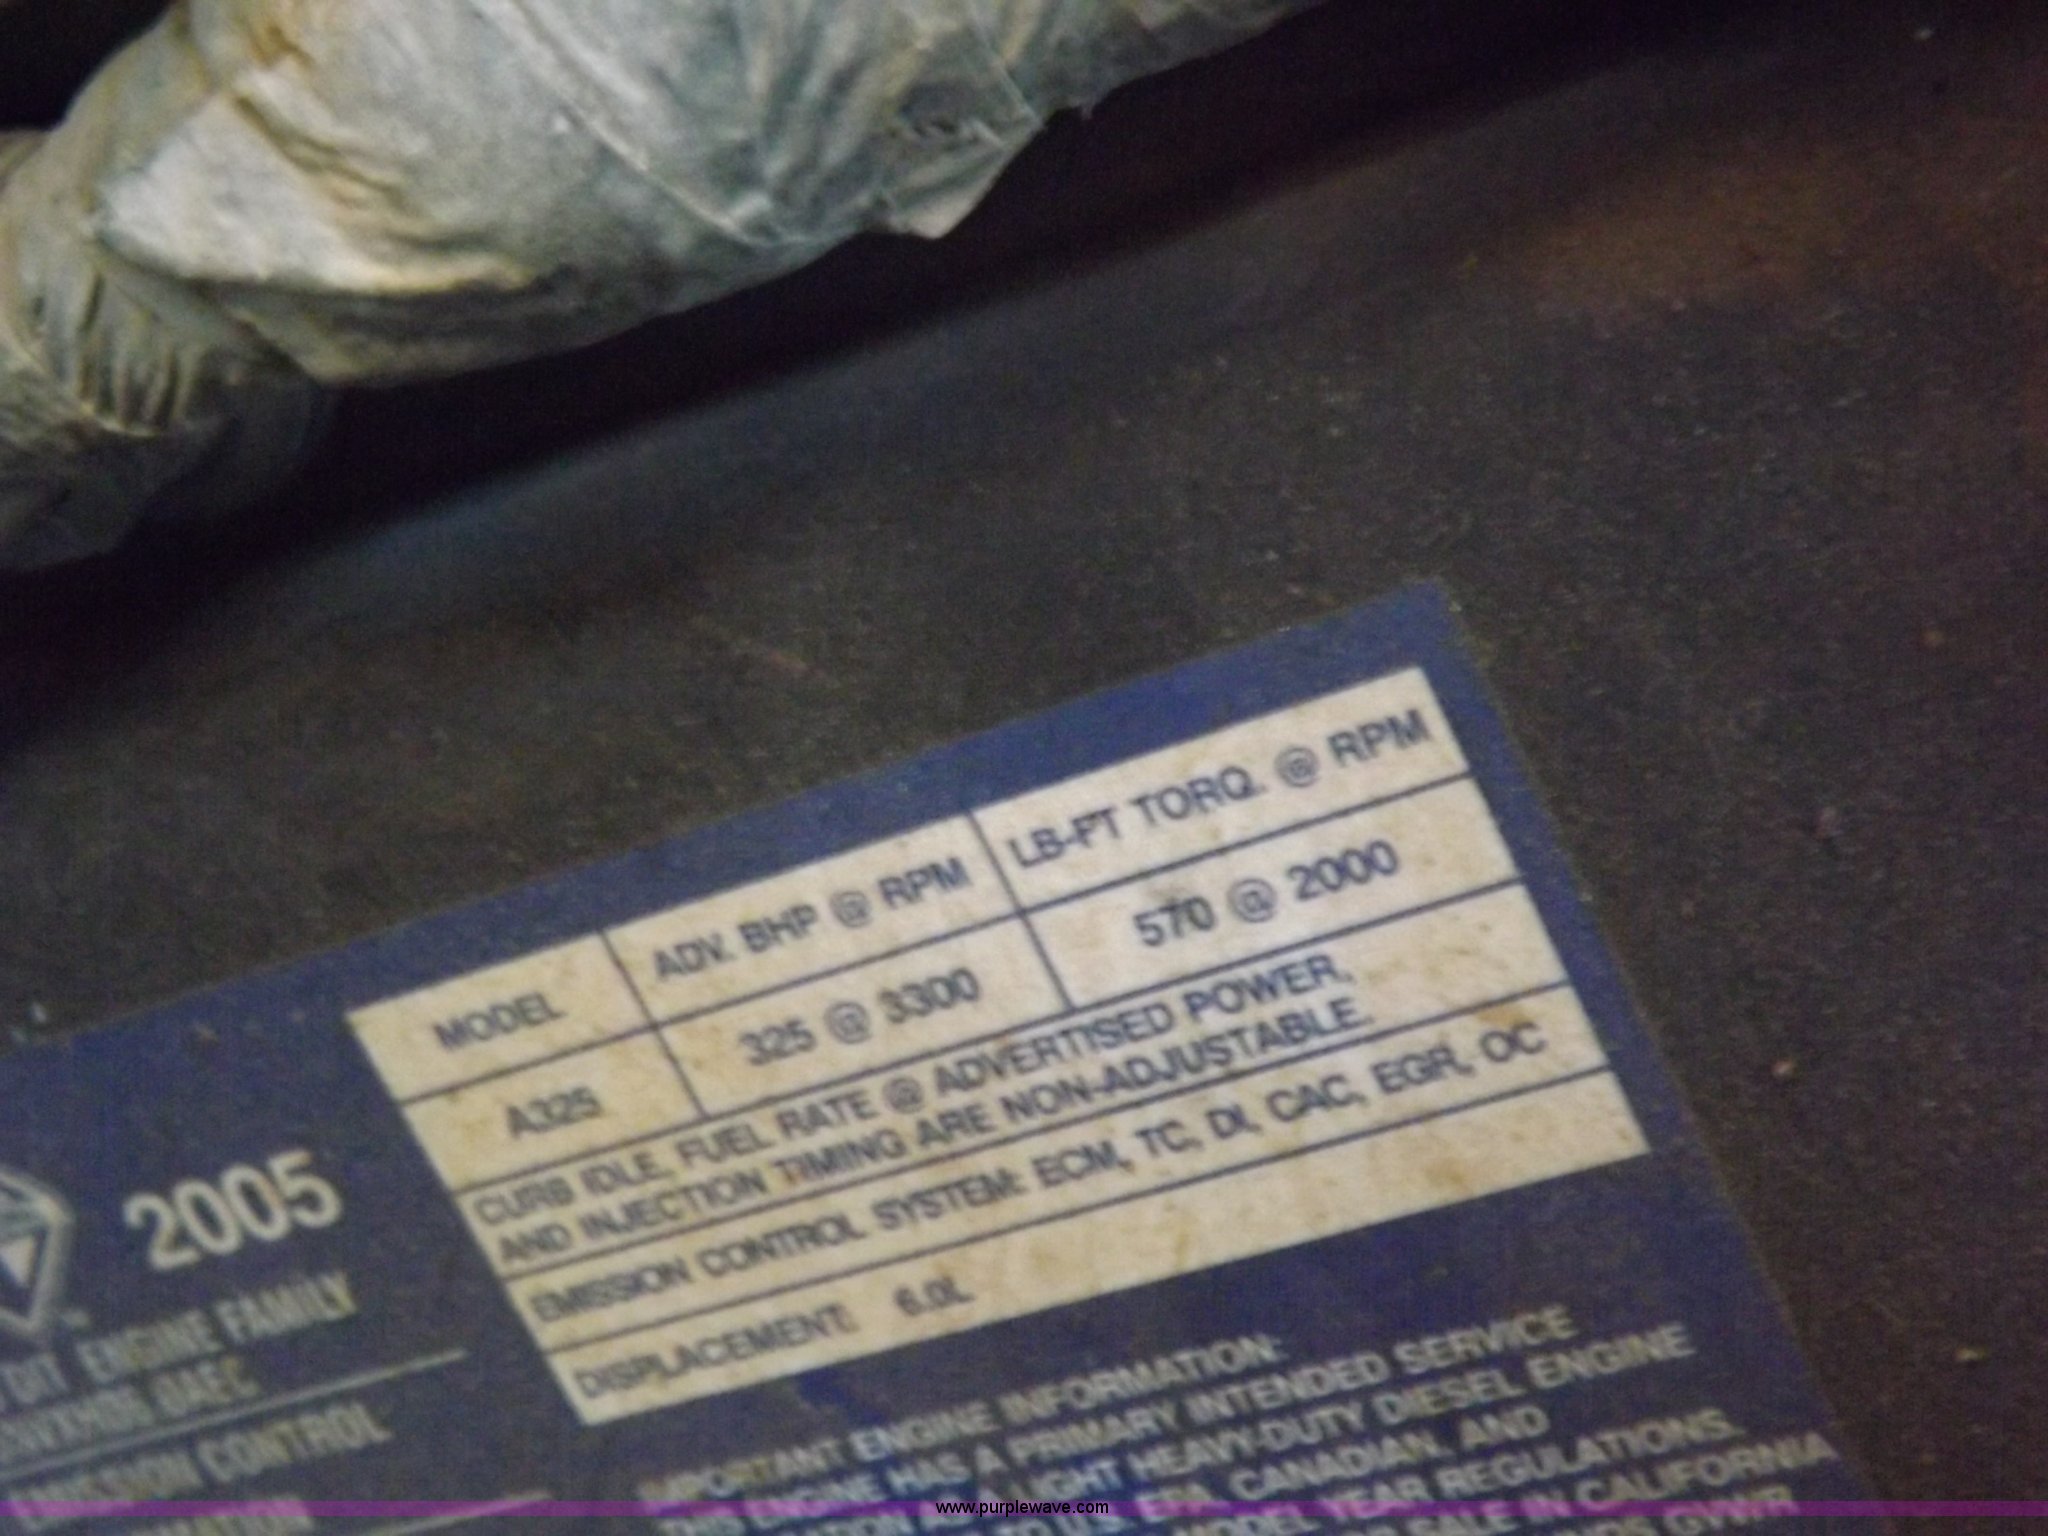 MODEL ADV. BHP @ RPM LB-FT TORQ. @ RPM
A325 325 @ 3300 570 @ 2000
CURB IDLE, FUEL RATE @ ADVERTISED POWER,
AND INJECTION TIMING ARE NON-ADJUSTABLE.
EMISSION CONTROL SYSTEM: ECM, TC, DI, CAC, EGR, OC
DISPLACEMENT: 6.0L
2005
ENGINE FAMILY
EMISSION CONTROL
IMPORTANT ENGINE INFORMATION:
THIS ENGINE HAS A PRIMARY INTENDED SERVICE
LIGHT HEAVY-DUTY DIESEL ENGINE
CANADIAN, AND
MODEL YEAR REGULATIONS.
SALE IN CALIFORNIA
GVWR
www.purplewave.com